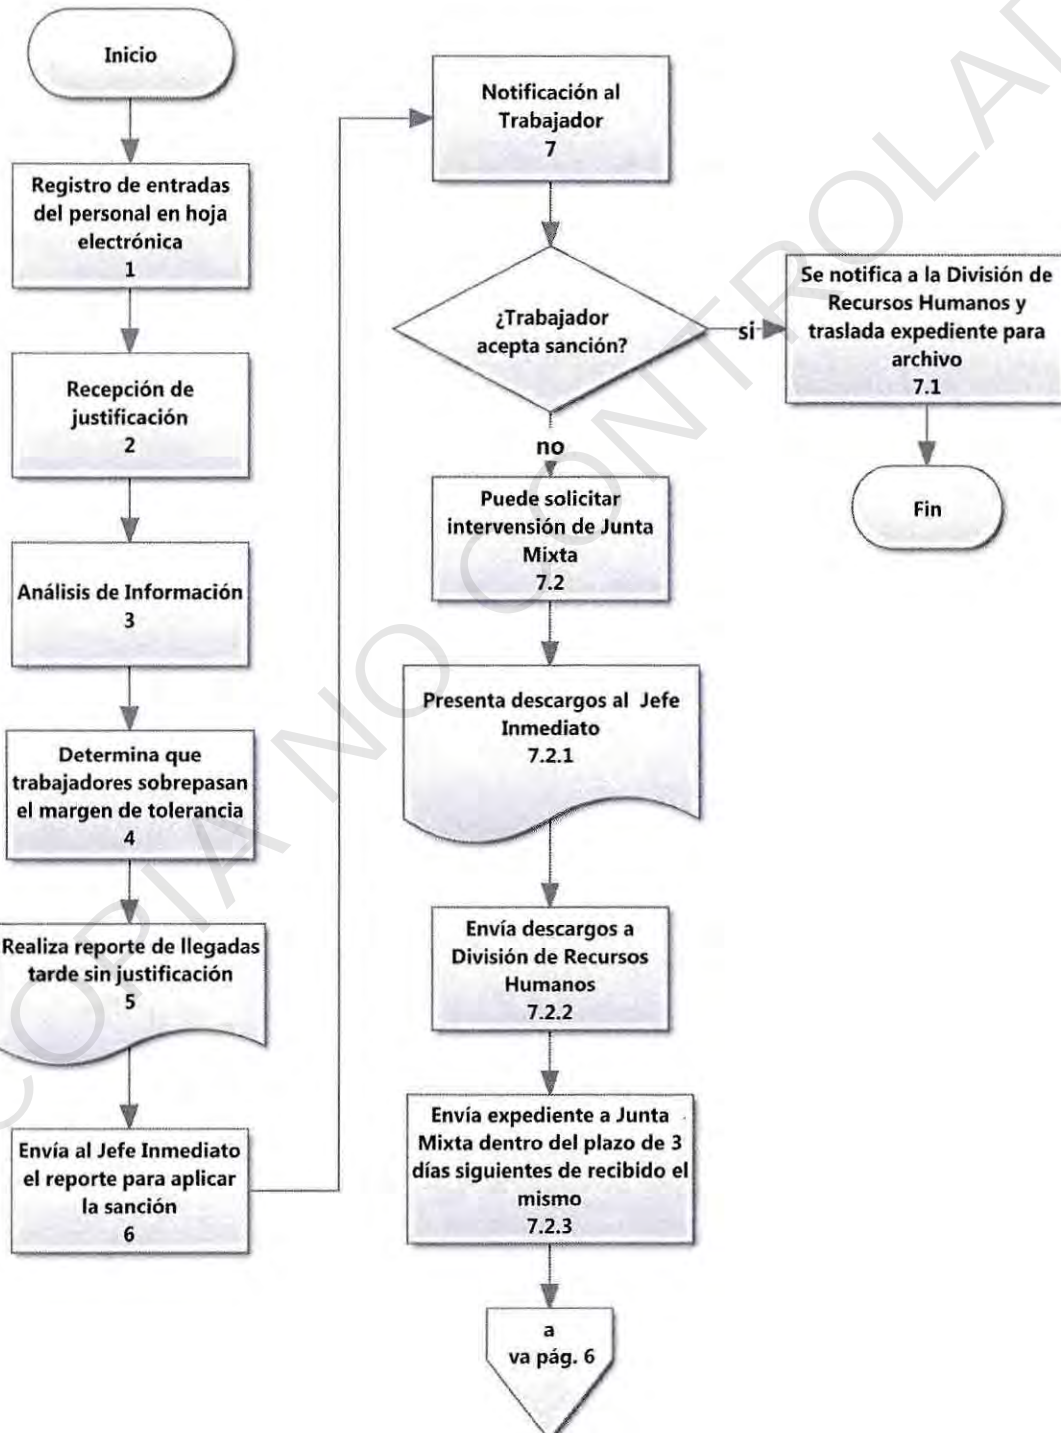 Inicio
Registro de entradas
del personal en hoja
electrónica
1
Recepción de
justificación
2
Análisis de Información
3
Determina que
trabajadores sobrepasan
el margen de tolerancia
4
Realiza reporte de llegadas
tarde sin justificación
5
Envía al Jefe Inmediato
el reporte para aplicar
la sanción
6
Notificación al
Trabajador
7
¿Trabajador
acepta sanción?
si
Se notifica a la División de
Recursos Humanos y
traslada expediente para
archivo
7.1
Fin
no
Puede solicitar
intervensión de Junta
Mixta
7.2
Presenta descargos al Jefe
Inmediato
7.2.1
Envía descargos a
División de Recursos
Humanos
7.2.2
Envía expediente a Junta
Mixta dentro del plazo de 3
días siguientes de recibido el
mismo
7.2.3
a
va pág. 6
COPIA NO CONTROLAD